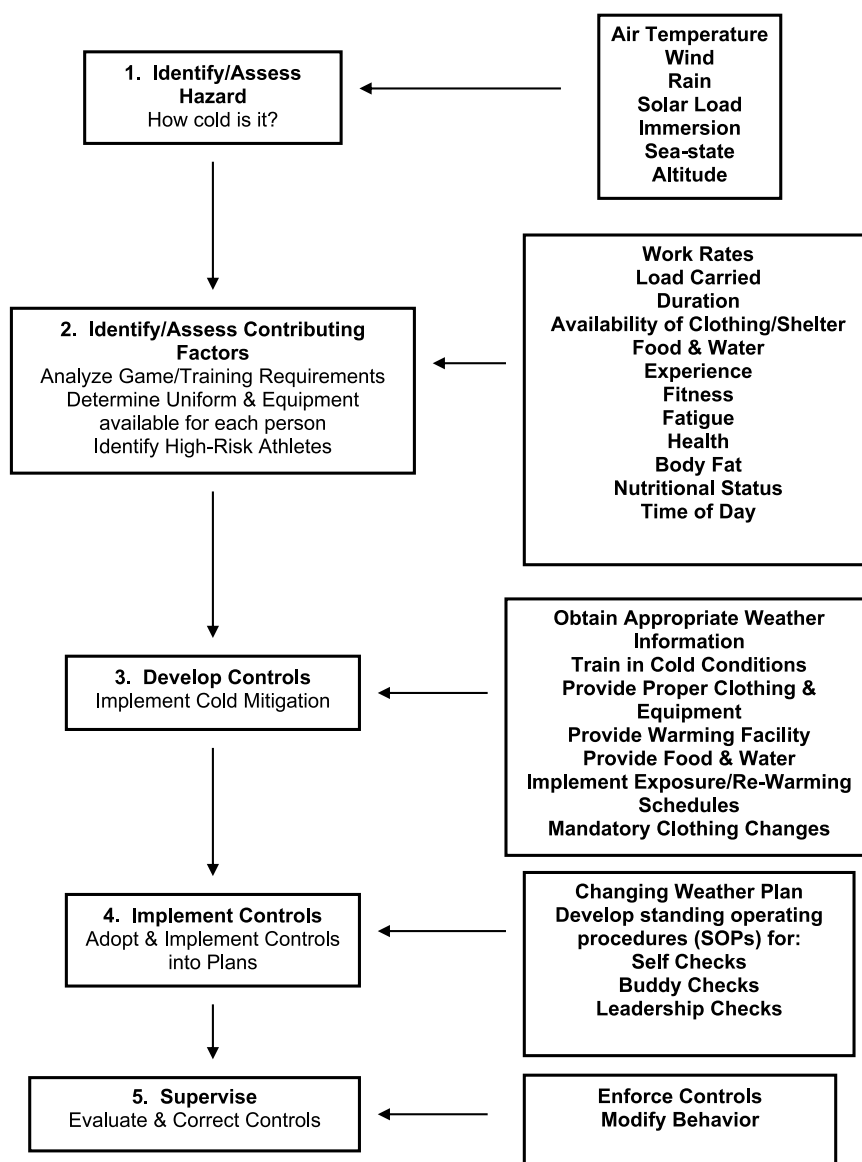 1. Identify/Assess
Hazard
How cold is it?
Air Temperature
Wind
Rain
Solar Load
Immersion
Sea-state
Altitude
2. Identify/Assess Contributing
Factors
Analyze Game/Training Requirements
Determine Uniform & Equipment
available for each person
Identify High-Risk Athletes
Work Rates
Load Carried
Duration
Availability of Clothing/Shelter
Food & Water
Experience
Fitness
Fatigue
Health
Body Fat
Nutritional Status
Time of Day
3. Develop Controls
Implement Cold Mitigation
Obtain Appropriate Weather
Information
Train in Cold Conditions
Provide Proper Clothing &
Equipment
Provide Warming Facility
Provide Food & Water
Implement Exposure/Re-Warming
Schedules
Mandatory Clothing Changes
4. Implement Controls
Adopt & Implement Controls
into Plans
Changing Weather Plan
Develop standing operating
procedures (SOPs) for:
Self Checks
Buddy Checks
Leadership Checks
5. Supervise
Evaluate & Correct Controls
Enforce Controls
Modify Behavior